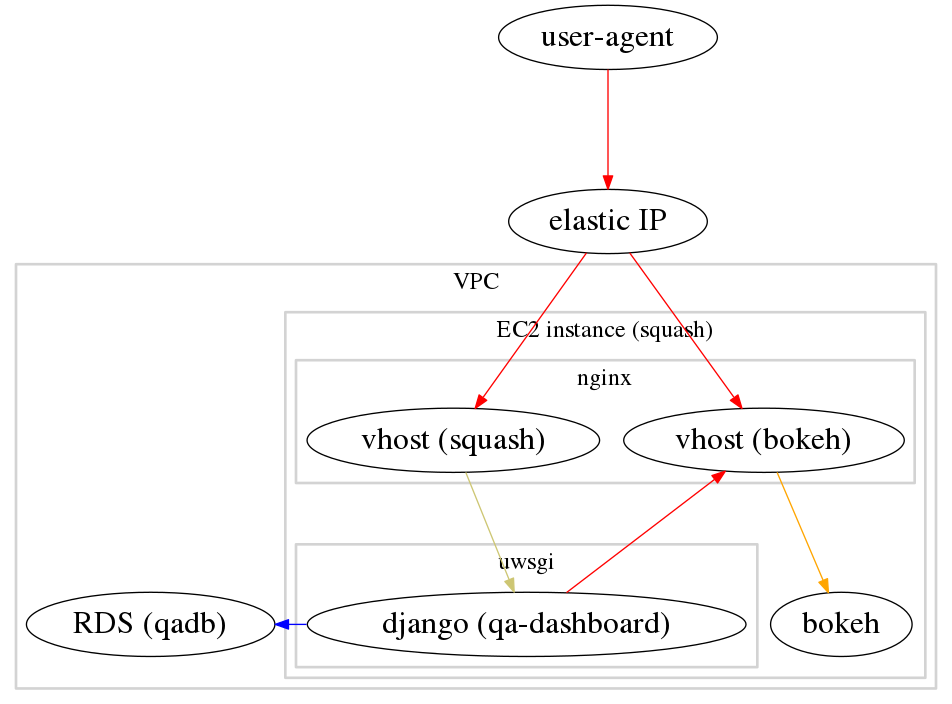 user-agent
elastic IP
VPC
EC2 instance (squash)
nginx
vhost (squash)
vhost (bokeh)
uwsgi
RDS (qadb)
django (qa-dashboard)
bokeh